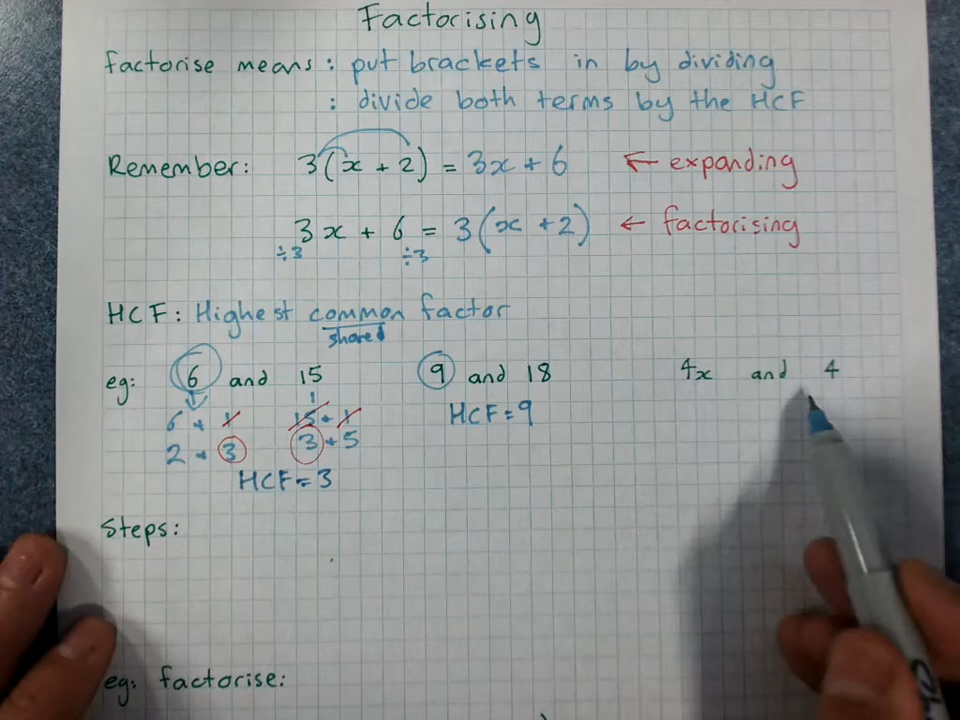 Factorising
factorise means: put brackets in by dividing
: divide both terms by the HCF
Remember: 3(x + 2) = 3x + 6 ← expanding
3x + 6 = 3(x + 2) ← factorising
÷3 ÷3
HCF: Highest common factor
shared
eg: 6 and 15 9 and 18 4x and 4
6 * 1 15 * 1 HCF = 9
2 * 3 3 * 5
HCF = 3
Steps:
eg: factorise: